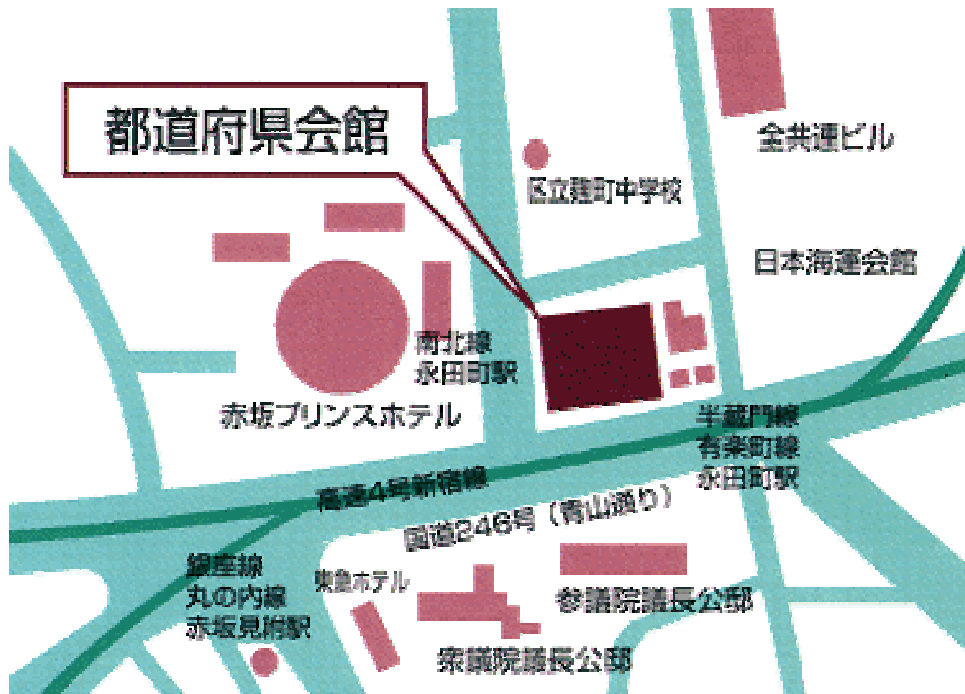 都道府県会館
全共連ビル
区立麹町中学校
日本海運会館
南北線
永田町駅
赤坂プリンスホテル
半蔵門線
有楽町線
永田町駅
高速4号新宿線
国道246号（青山通り）
銀座線
丸の内線
赤坂見附駅
東急ホテル
参議院議長公邸
衆議院議長公邸